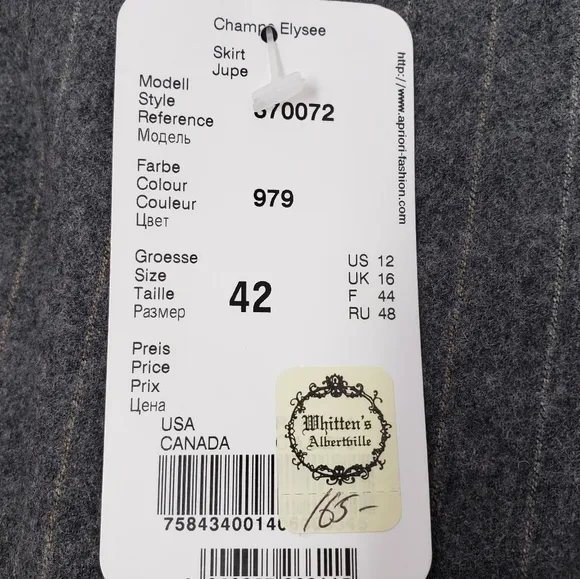 Champs Elysee
Skirt
Jupe
Modell
Style
Reference 70072
Модель
http://www.apriori-fashion.com
Farbe
Colour
Couleur 979
Цвет
Groesse
Size
Taille
Размер
42
US 12
UK 16
F 44
RU 48
Preis
Price
Prix
Цена
USA
CANADA
Whitten's
Albertville
165-
758434001